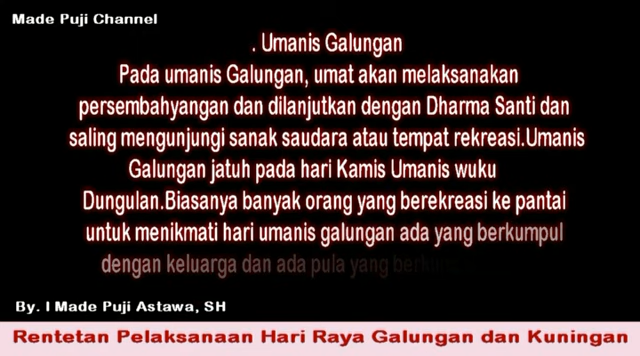 Made Puji Channel
. Umanis Galungan
Pada umanis Galungan, umat akan melaksanakan
persembahyangan dan dilanjutkan dengan Dharma Santi dan
saling mengunjungi sanak saudara atau tempat rekreasi.Umanis
Galungan jatuh pada hari Kamis Umanis wuku
Dungulan.Biasanya banyak orang yang berekreasi ke pantai
untuk menikmati hari umanis galungan ada yang berkumpul
dengan keluarga dan ada pula yang
By. I Made Puji Astawa, SH
Rentetan Pelaksanaan Hari Raya Galungan dan Kuningan